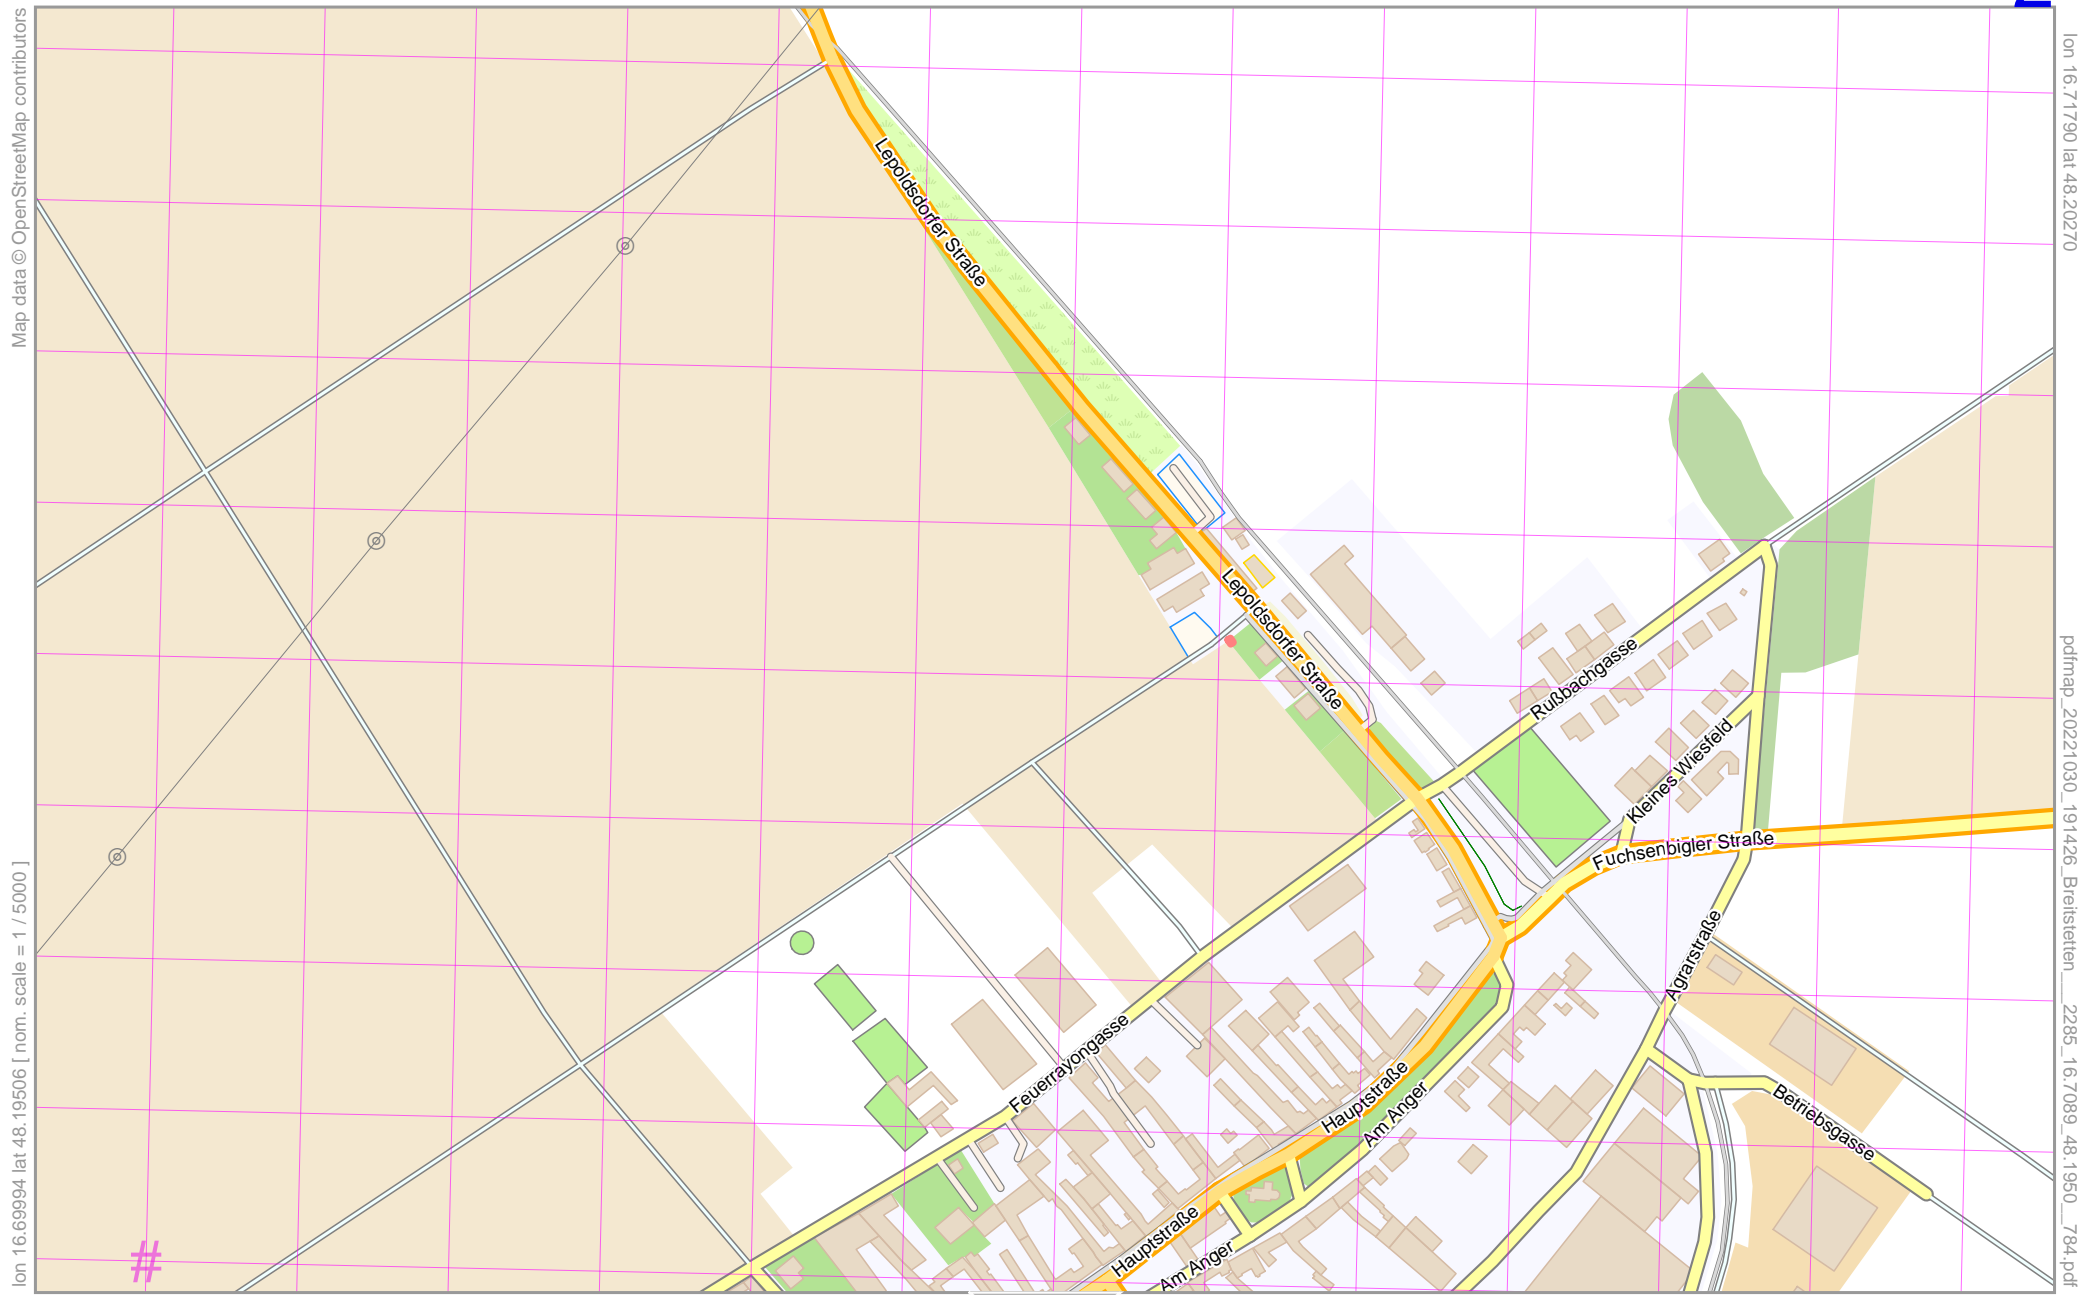 Map data © OpenStreetMap contributors
lon 16.69994 lat 48.19506 [ nom. scale = 1 / 5000 ]
lon 16.71790 lat 48.20270
pdfmap_20221030_191426_Breitstetten___2285_16.7089_48.1950__784.pdf
Lepoldsdorfer Straße
Lepoldsdorfer Straße
Rußbachgasse
Kleines Wiesfeld
Fuchsenbigler Straße
Agrarstraße
Feuerrayongasse
Hauptstraße
Am Anger
Betriebsgasse
Hauptstraße
Am Anger
#